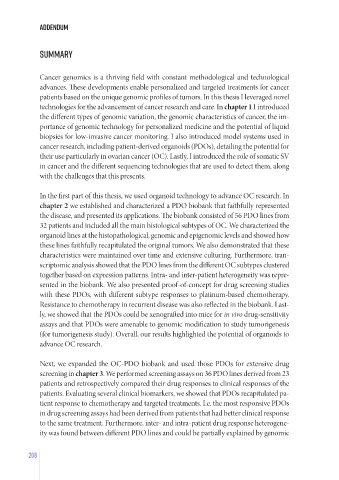 ADDENDUM
SUMMARY
Cancer genomics is a thriving field with constant methodological and technological
advances. These developments enable personalized and targeted treatments for cancer
patients based on the unique genomic profiles of tumors. In this thesis I leveraged novel
technologies for the advancement of cancer research and care. In chapter 1 I introduced
the different types of genomic variation, the genomic characteristics of cancer, the im-
portance of genomic technology for personalized medicine and the potential of liquid
biopsies for low-invasive cancer monitoring. I also introduced model systems used in
cancer research, including patient-derived organoids (PDOs), detailing the potential for
their use particularly in ovarian cancer (OC). Lastly, I introduced the role of somatic SV
in cancer and the different sequencing technologies that are used to detect them, along
with the challenges that this presents.
In the first part of this thesis, we used organoid technology to advance OC research. In
chapter 2 we established and characterized a PDO biobank that faithfully represented
the disease, and presented its applications. The biobank consisted of 56 PDO lines from
32 patients and included all the main histological subtypes of OC. We characterized the
organoid lines at the histopathological, genomic and epigenomic levels and showed how
these lines faithfully recapitulated the original tumors. We also demonstrated that these
characteristics were maintained over time and extensive culturing. Furthermore, tran-
scriptomic analysis showed that the PDO lines from the different OC subtypes clustered
together based on expression patterns. Intra- and inter-patient heterogeneity was repre-
sented in the biobank. We also presented proof-of-concept for drug screening studies
with these PDOs, with different subtype responses to platinum-based chemotherapy.
Resistance to chemotherapy in recurrent disease was also reflected in the biobank. Last-
ly, we showed that the PDOs could be xenografted into mice for in vivo drug-sensitivity
assays and that PDOs were amenable to genomic modification to study tumorigenesis
(for tumorigenesis study). Overall, our results highlighted the potential of organoids to
advance OC research.
Next, we expanded the OC-PDO biobank and used those PDOs for extensive drug
screening in chapter 3. We performed screening assays on 36 PDO lines derived from 23
patients and retrospectively compared their drug responses to clinical responses of the
patients. Evaluating several clinical biomarkers, we showed that PDOs recapitulated pa-
tient response to chemotherapy and targeted treatments. I.e. the most responsive PDOs
in drug screening assays had been derived from patients that had better clinical response
to the same treatment. Furthermore, inter- and intra-patient drug response heterogene-
ity was found between different PDO lines and could be partially explained by genomic
208